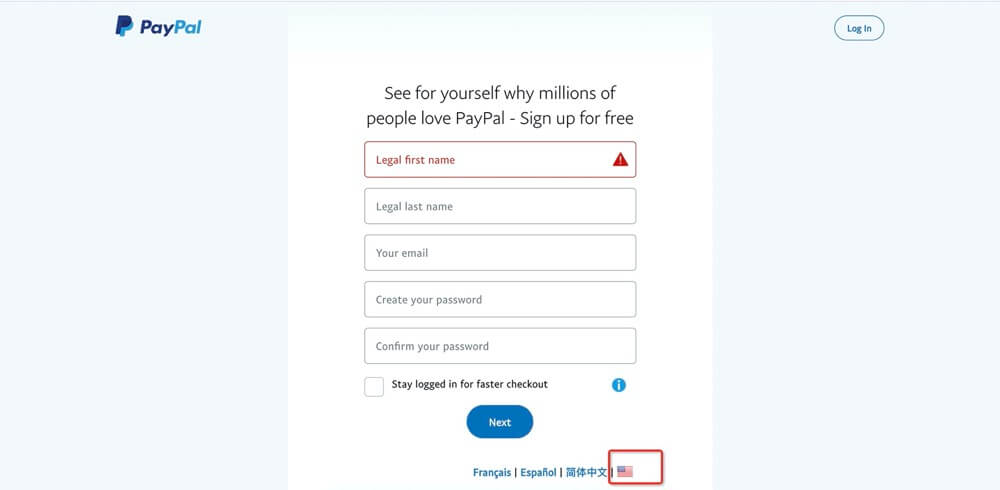 PayPal
Log In
See for yourself why millions of
people love PayPal - Sign up for free
Legal first name
Legal last name
Your email
Create your password
Confirm your password
Stay logged in for faster checkout
Next
Français | Español | 简体中文 |